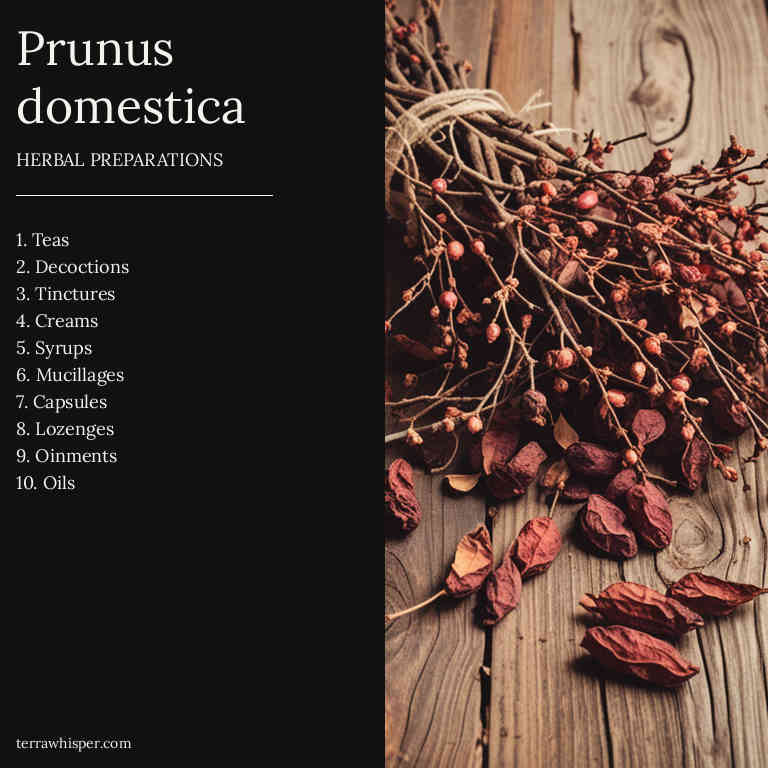 Prunus
domestica
HERBAL PREPARATIONS
1. Teas
2. Decoctions
3. Tinctures
4. Creams
5. Syrups
6. Mucillages
7. Capsules
8. Lozenges
9. Oinments
10. Oils
terrawhisper.com